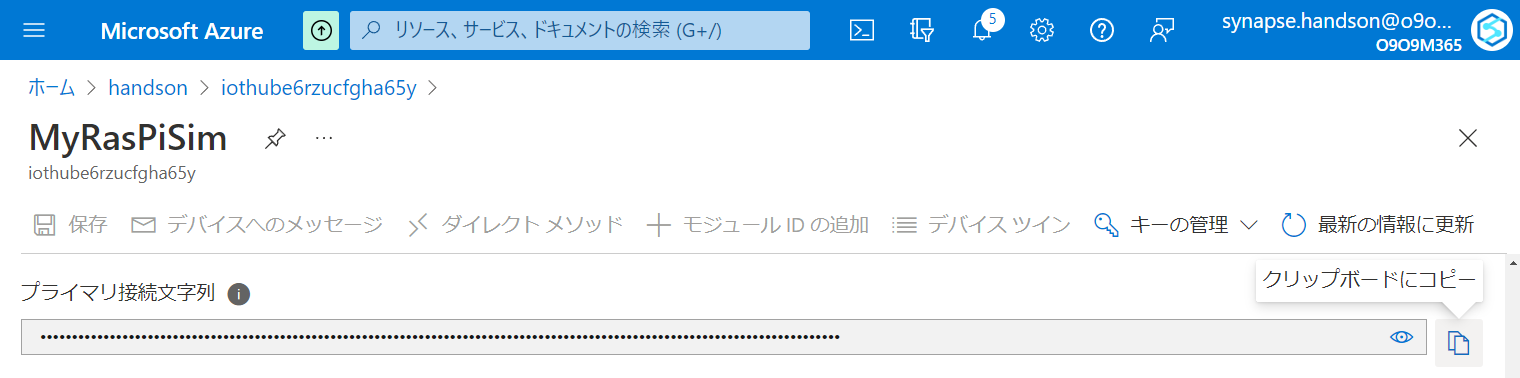 Microsoft Azure
リソース、サービス、ドキュメントの検索 (G+/)
5
synapse.handson@o9o...
O9O9M365
ホーム > handson > iothube6rzucfgha65y >
MyRasPiSim
...
iothube6rzucfgha65y
保存 デバイスへのメッセージ ダイレクト メソッド モジュール ID の追加 デバイス ツイン キーの管理 最新の情報に更新
クリップボードにコピー
プライマリ接続文字列